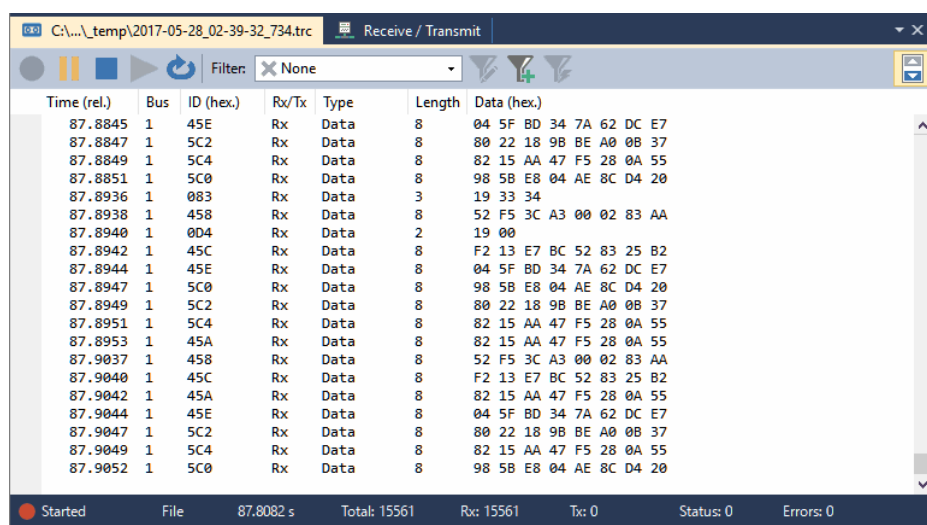 C:\...\_temp\2017-05-28_02-39-32_734.trc Receive / Transmit
Filter: None
Time (rel.) Bus ID (hex.) Rx/Tx Type Length Data (hex.)
87.8845 1 45E Rx Data 8 04 5F BD 34 7A 62 DC E7
87.8847 1 5C2 Rx Data 8 80 22 18 9B BE A0 0B 37
87.8849 1 5C4 Rx Data 8 82 15 AA 47 F5 28 0A 55
87.8851 1 5C0 Rx Data 8 98 5B E8 04 AE 8C D4 20
87.8936 1 083 Rx Data 3 19 33 34
87.8938 1 458 Rx Data 8 52 F5 3C A3 00 02 83 AA
87.8940 1 0D4 Rx Data 2 19 00
87.8942 1 45C Rx Data 8 F2 13 E7 BC 52 83 25 B2
87.8944 1 45E Rx Data 8 04 5F BD 34 7A 62 DC E7
87.8947 1 5C0 Rx Data 8 98 5B E8 04 AE 8C D4 20
87.8949 1 5C2 Rx Data 8 80 22 18 9B BE A0 0B 37
87.8951 1 5C4 Rx Data 8 82 15 AA 47 F5 28 0A 55
87.8953 1 45A Rx Data 8 82 15 AA 47 F5 28 0A 55
87.9037 1 458 Rx Data 8 52 F5 3C A3 00 02 83 AA
87.9040 1 45C Rx Data 8 F2 13 E7 BC 52 83 25 B2
87.9042 1 45A Rx Data 8 82 15 AA 47 F5 28 0A 55
87.9044 1 45E Rx Data 8 04 5F BD 34 7A 62 DC E7
87.9047 1 5C2 Rx Data 8 80 22 18 9B BE A0 0B 37
87.9049 1 5C4 Rx Data 8 82 15 AA 47 F5 28 0A 55
87.9052 1 5C0 Rx Data 8 98 5B E8 04 AE 8C D4 20
Started File 87.8082 s Total: 15561 Rx: 15561 Tx: 0 Status: 0 Errors: 0